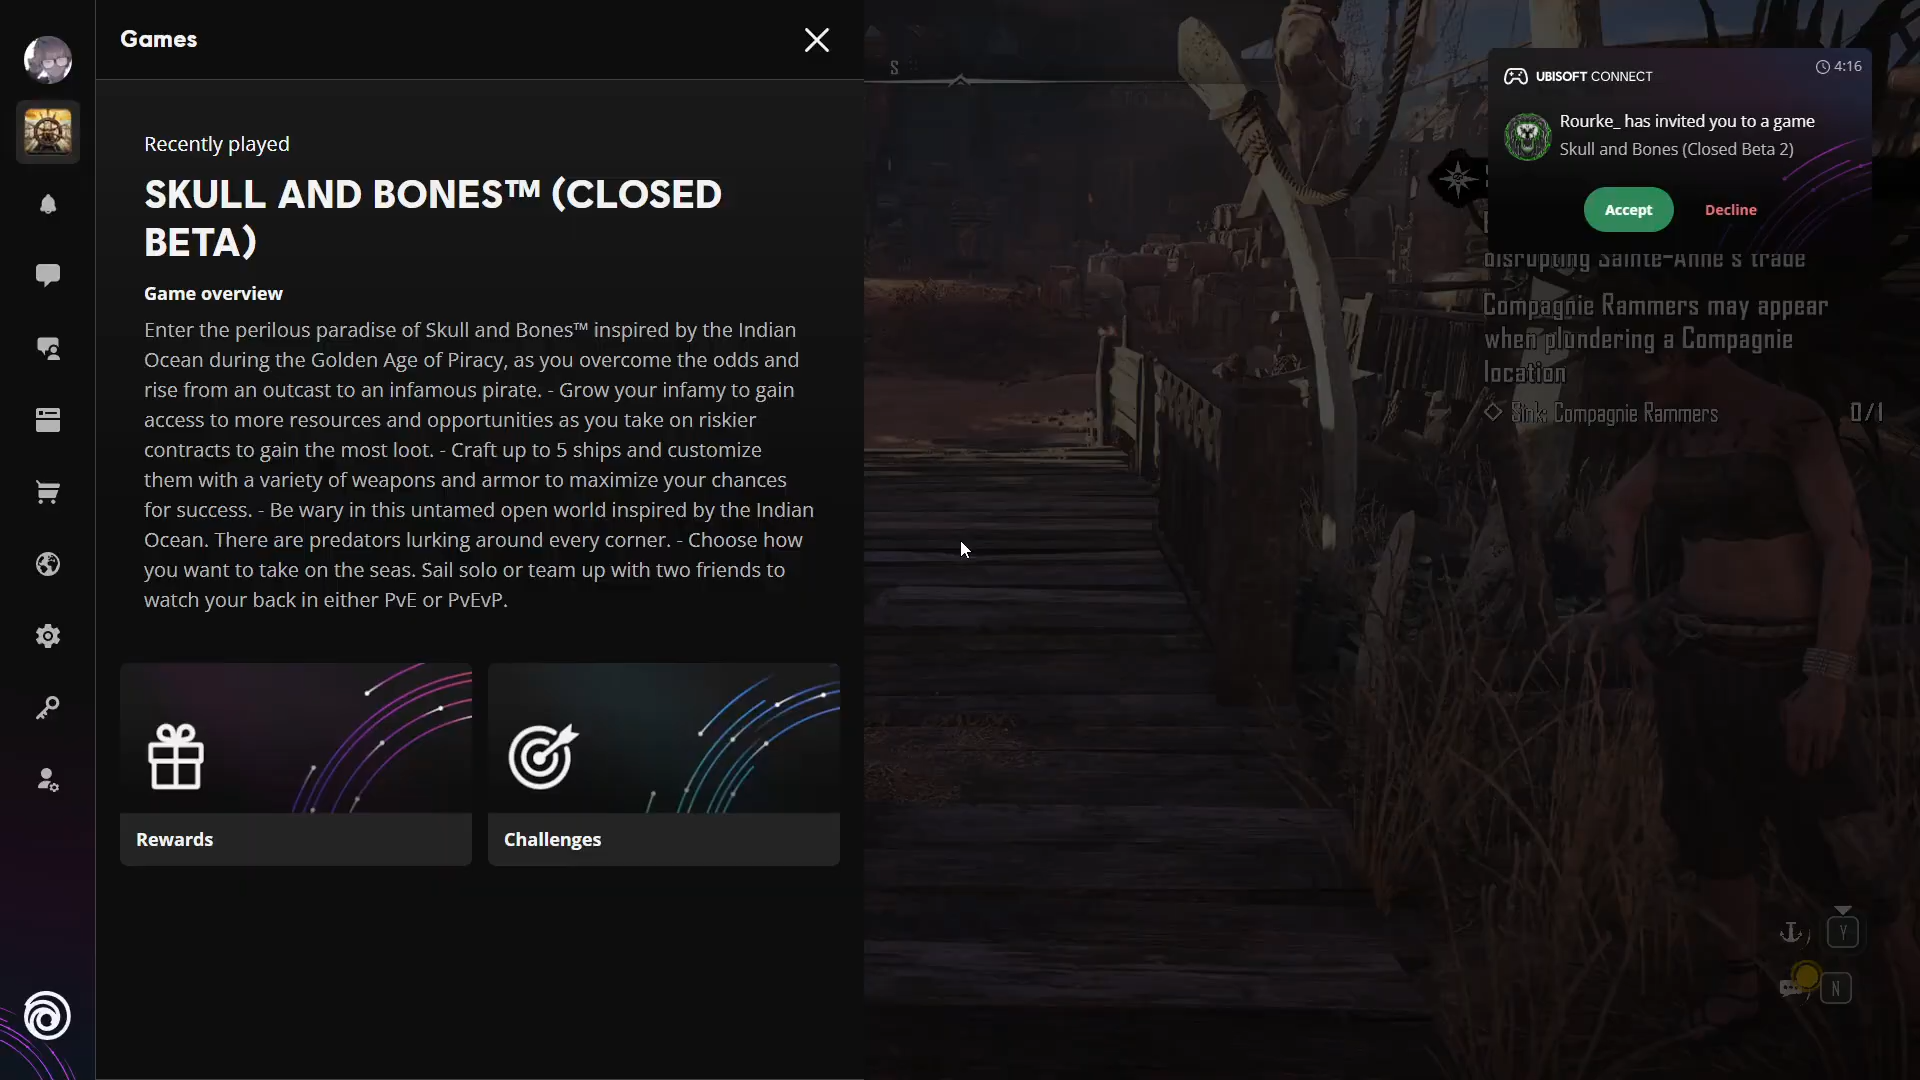 Games
Recently played
SKULL AND BONES™ (CLOSED
BETA)
Game overview
Enter the perilous paradise of Skull and Bones™ inspired by the Indian
Ocean during the Golden Age of Piracy, as you overcome the odds and
rise from an outcast to an infamous pirate. - Grow your infamy to gain
access to more resources and opportunities as you take on riskier
contracts to gain the most loot. - Craft up to 5 ships and customize
them with a variety of weapons and armor to maximize your chances
for success. - Be wary in this untamed open world inspired by the Indian
Ocean. There are predators lurking around every corner. - Choose how
you want to take on the seas. Sail solo or team up with two friends to
watch your back in either PvE or PvEvP.
Rewards
Challenges
S
UBISOFT CONNECT
4:16
Rourke_ has invited you to a game
Skull and Bones (Closed Beta 2)
Accept
Decline
disrupting Sainte-Anne's trade
Compagnie Rammers may appear
when plundering a Compagnie
location
Sink: Compagnie Rammers
0/1
Y
N